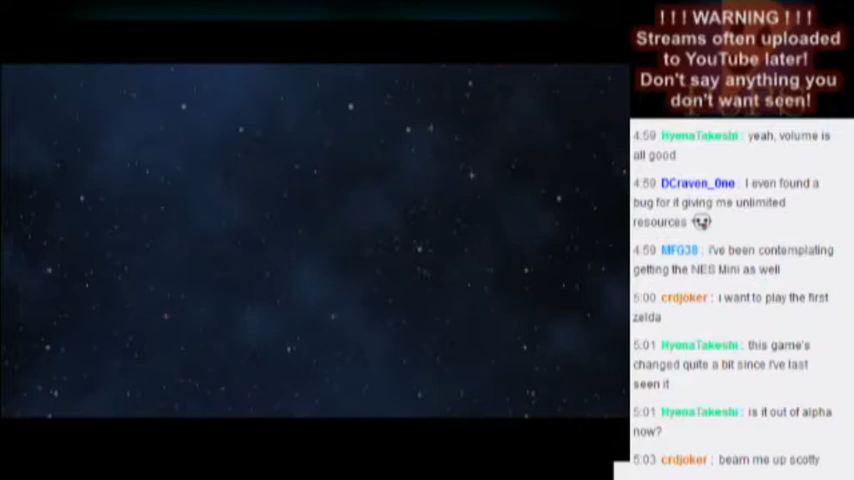 ! ! ! WARNING ! ! !
Streams often uploaded
to YouTube later!
Don't say anything you
don't want seen!
4:59 HyenaTakeshi : yeah, volume is
all good
4:59 DCraven_0ne : I even found a
bug for it giving me unlimited
resources
4:59 MFG38 : i've been contemplating
getting the NES Mini as well
5:00 crdjoker : i want to play the first
zelda
5:01 HyenaTakeshi : this game's
changed quite a bit since I've last
seen it
5:01 HyenaTakeshi : is it out of alpha
now?
5:03 crdjoker : beam me up scotty